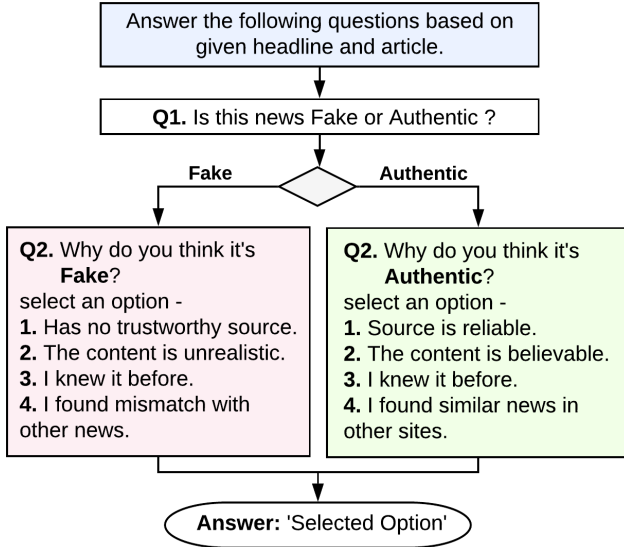 Answer the following questions based on
given headline and article.
Q1. Is this news Fake or Authentic ?
Fake
Authentic
Q2. Why do you think it's
Fake?
select an option -
1. Has no trustworthy source.
2. The content is unrealistic.
3. I knew it before.
4. I found mismatch with
other news.
Q2. Why do you think it's
Authentic?
select an option -
1. Source is reliable.
2. The content is believable.
3. I knew it before.
4. I found similar news in
other sites.
Answer: 'Selected Option'